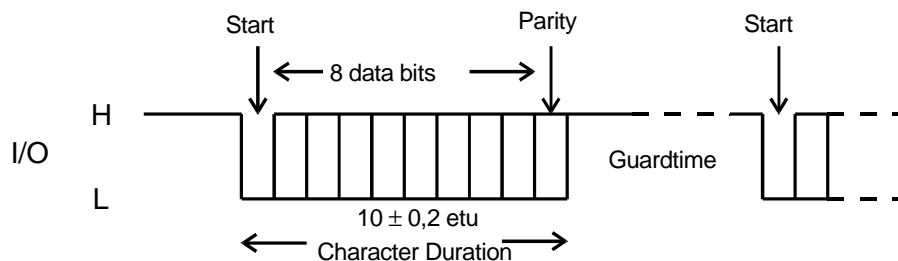 Start
Parity
Start
8 data bits
H
I/O
Guardtime
L
10 ± 0,2 etu
Character Duration